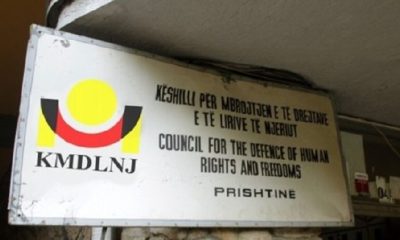 KËSHILLI PËR MBROJTJEN E TË DREJTAVE
E TË LIRIVE TË NJERIUT
KMDLNJ
COUNCIL FOR THE DEFENCE OF HUMAN
RIGHTS AND FREEDOMS
PRISHTINË